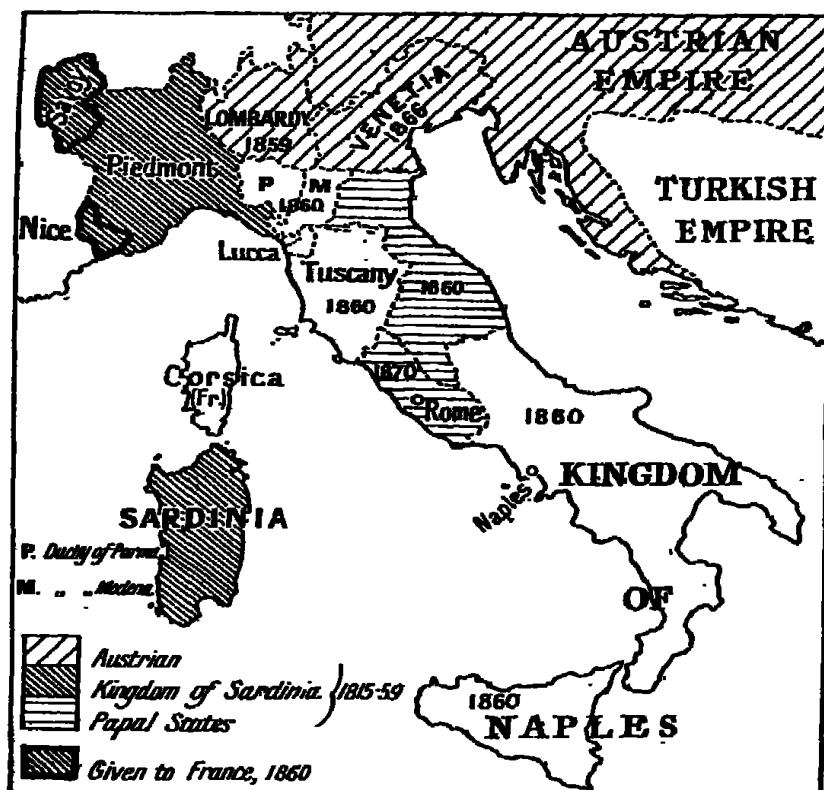 AUSTRIAN
EMPIRE
Savoy
LOMBARDY
1859
VENETIA
1866
Piedmont
P
M
1860
TURKISH
EMPIRE
Nice
Lucca
Tuscany
1860
1860
1870
Rome
Corsica
(Fr.)
1860
KINGDOM
Naples
SARDINIA
P. Duchy of Parma
M. „ „ Modena
OF
Austrian
Kingdom of Sardinia
Papal States
1815-59
1860
NAPLES
Given to France, 1860